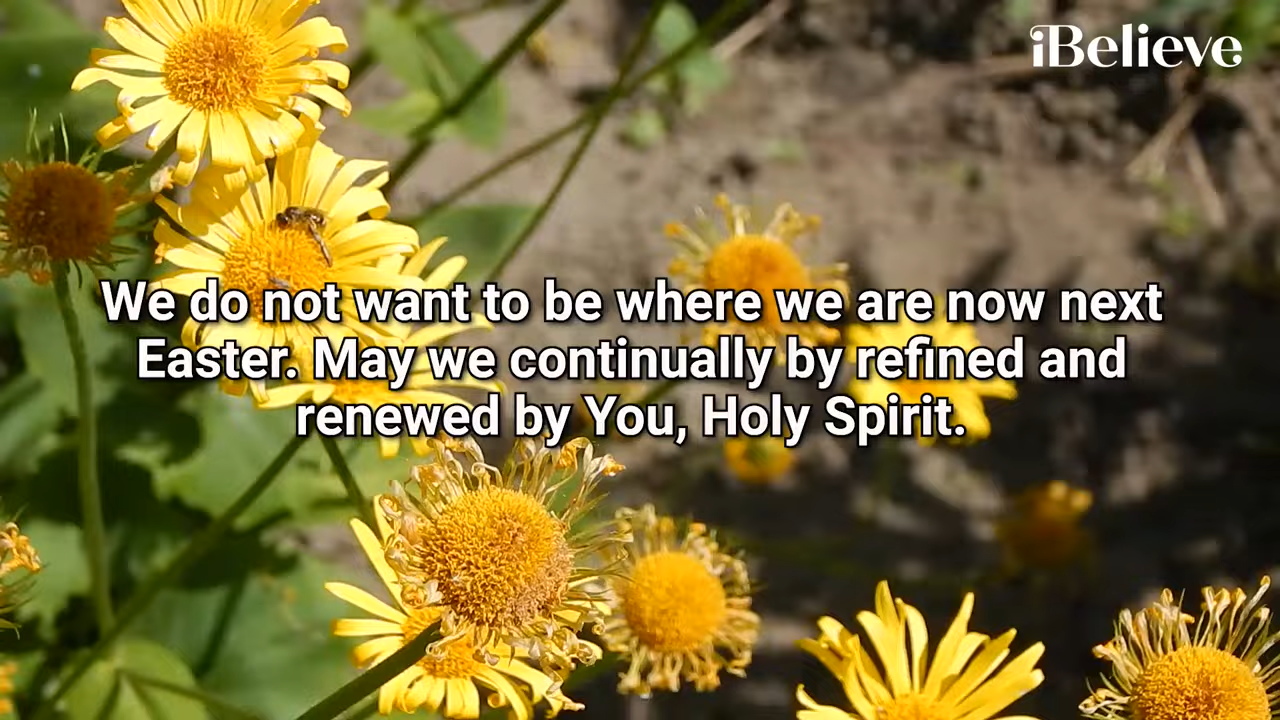 iBelieve
We do not want to be where we are now next
Easter. May we continually by refined and
renewed by You, Holy Spirit.